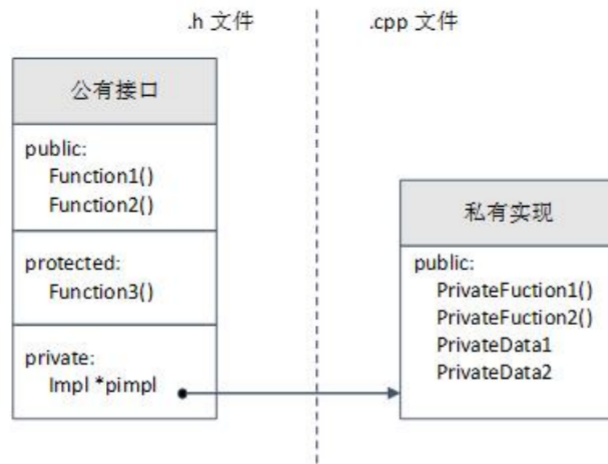 .h 文件
.cpp 文件
公有接口
public:
Function1()
Function2()
protected:
Function3()
private:
Impl *pimpl
私有实现
public:
PrivateFuction1()
PrivateFuction2()
PrivateData1
PrivateData2